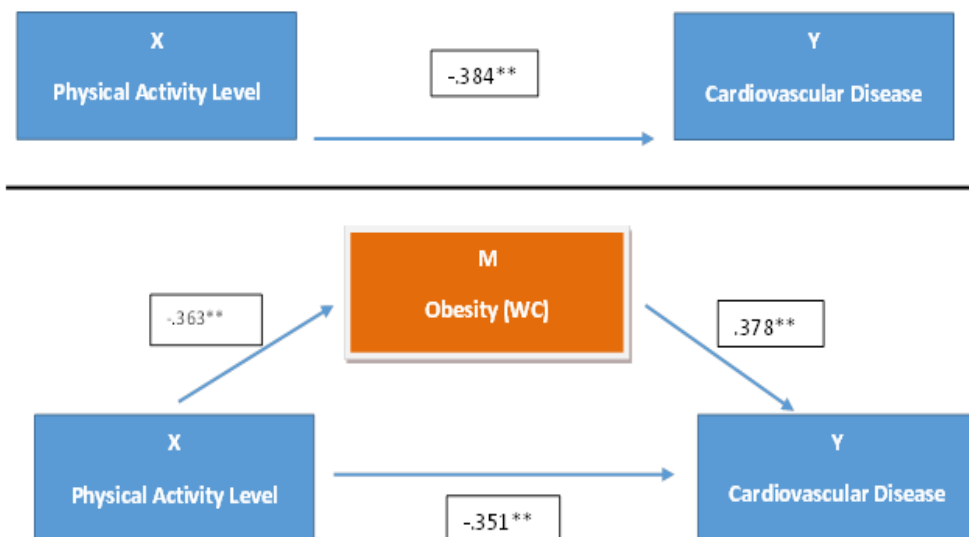 X
Physical Activity Level
-.384**
Y
Cardiovascular Disease
M
Obesity (WC)
-.363**
.378**
X
Physical Activity Level
Y
Cardiovascular Disease
-.351**